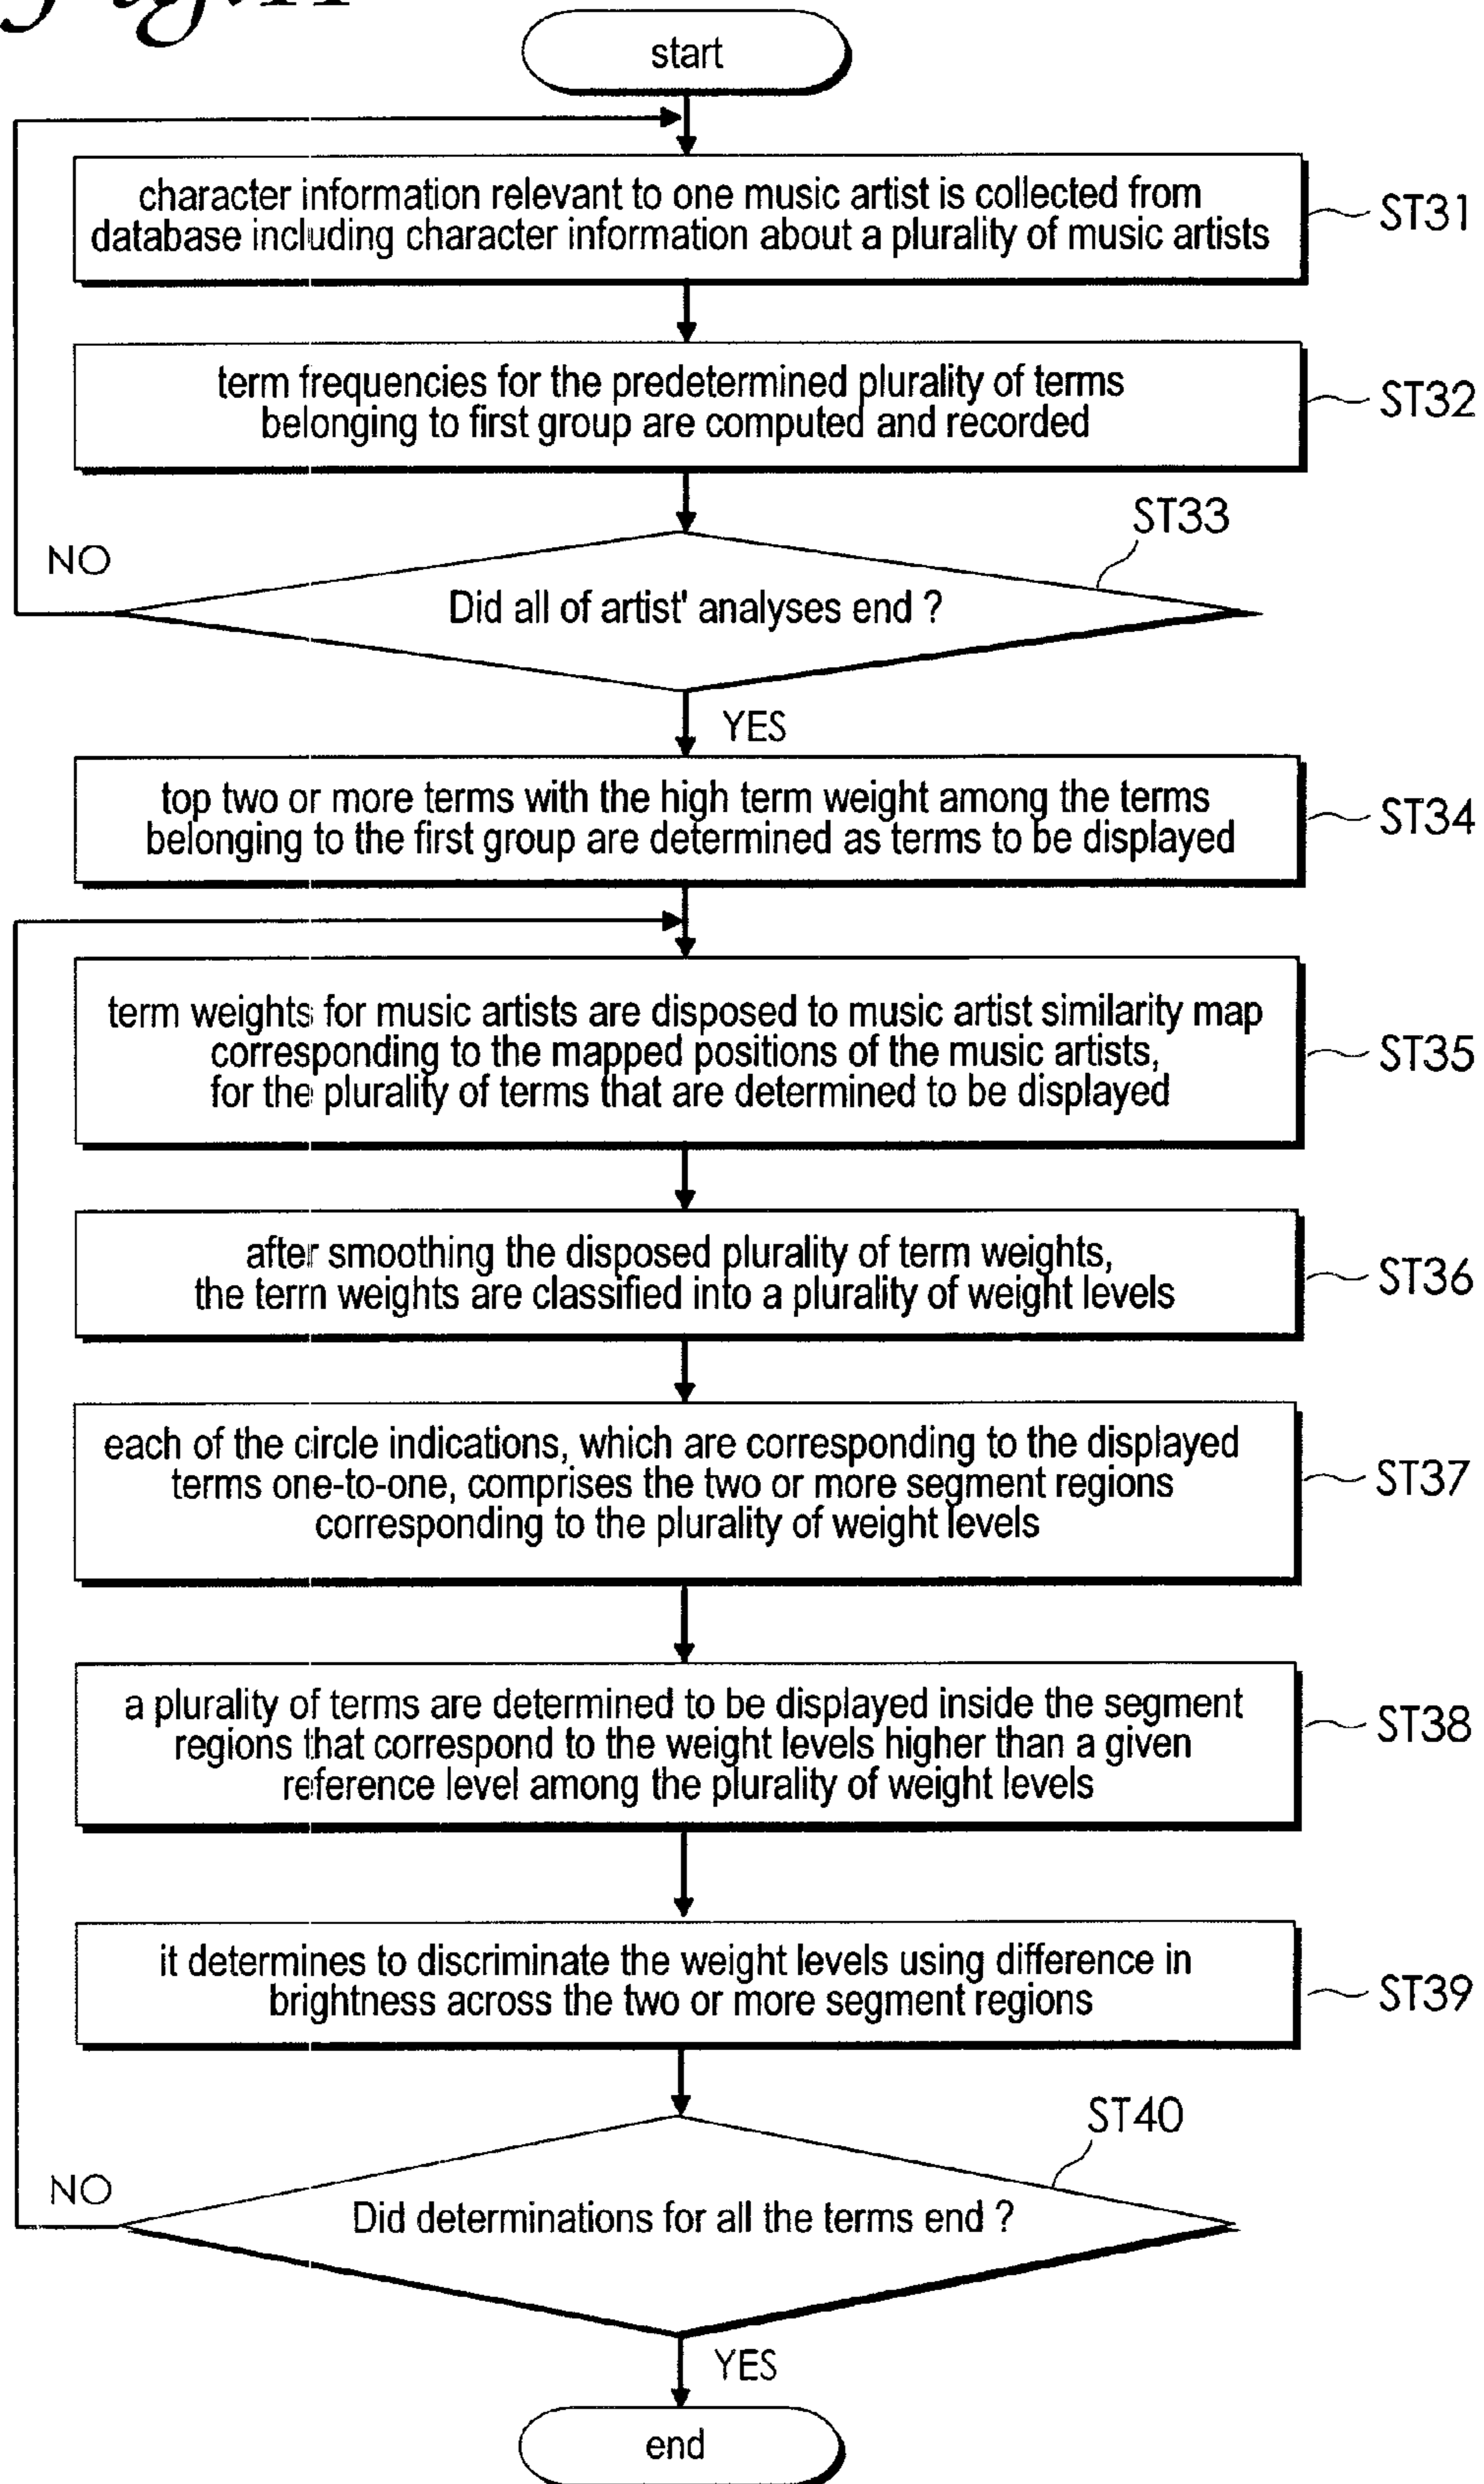 start
character information relevant to one music artist is collected from
database including character information about a plurality of music artists
ST31
term frequencies for the predetermined plurality of terms
belonging to first group are computed and recorded
ST32
ST33
NO
Did all of artist' analyses end ?
YES
top two or more terms with the high term weight among the terms
belonging to the first group are determined as terms to be displayed
ST34
term weights for music artists are disposed to music artist similarity map
corresponding to the mapped positions of the music artists,
for the plurality of terms that are determined to be displayed
ST35
after smoothing the disposed plurality of term weights,
the term weights are classified into a plurality of weight levels
ST36
each of the circle indications, which are corresponding to the displayed
terms one-to-one, comprises the two or more segment regions
corresponding to the plurality of weight levels
ST37
a plurality of terms are determined to be displayed inside the segment
regions that correspond to the weight levels higher than a given
reference level among the plurality of weight levels
ST38
it determines to discriminate the weight levels using difference in
brightness across the two or more segment regions
ST39
ST40
NO
Did determinations for all the terms end ?
YES
end